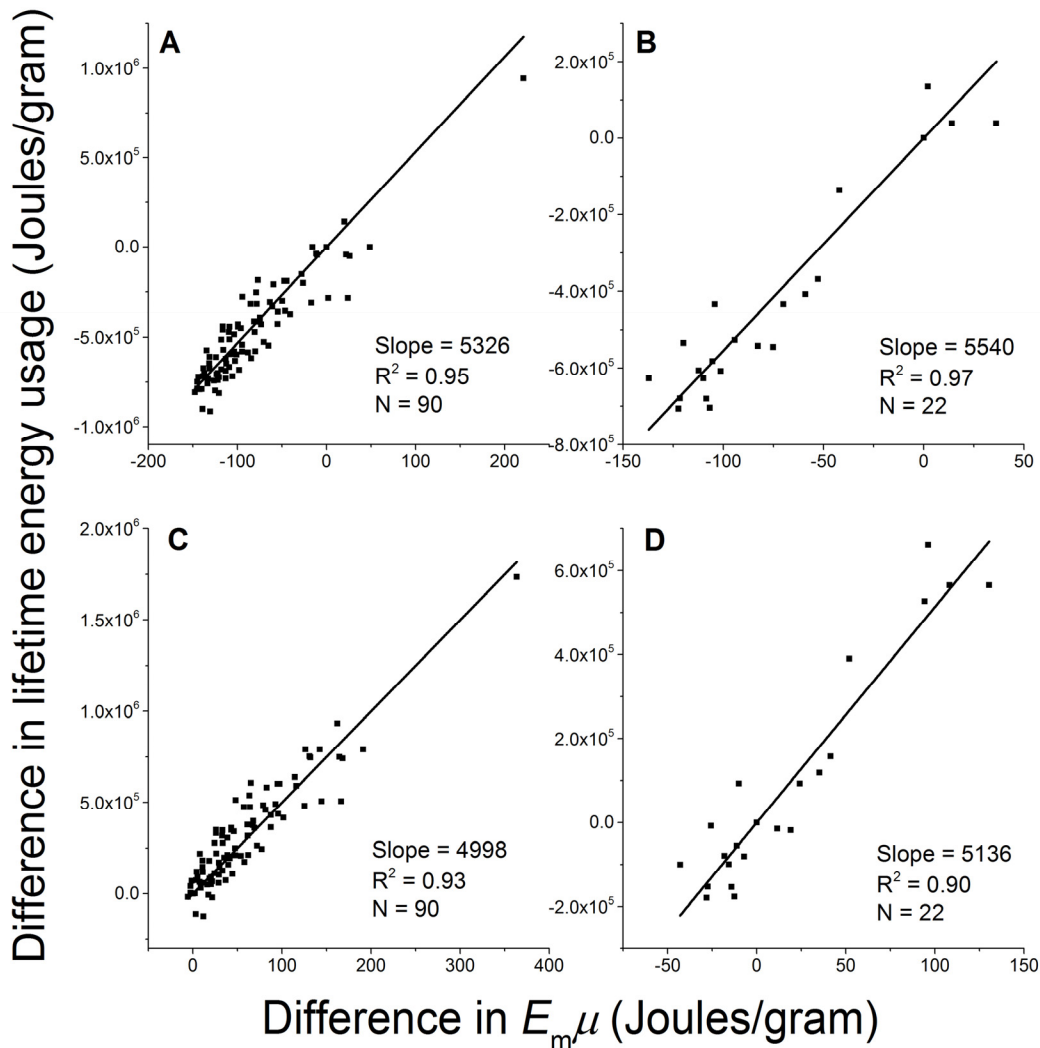 Difference in lifetime energy usage (Joules/gram)
A
1.0x10⁶
5.0x10⁵
0.0
-5.0x10⁵
-1.0x10⁶
-200 -100 0 100 200
Slope = 5326
R² = 0.95
N = 90
B
2.0x10⁵
0.0
-2.0x10⁵
-4.0x10⁵
-6.0x10⁵
-8.0x10⁵
-150 -100 -50 0 50
Slope = 5540
R² = 0.97
N = 22
C
2.0x10⁶
1.5x10⁶
1.0x10⁶
5.0x10⁵
0.0
0 100 200 300 400
Slope = 4998
R² = 0.93
N = 90
D
6.0x10⁵
4.0x10⁵
2.0x10⁵
0.0
-2.0x10⁵
-50 0 50 100 150
Slope = 5136
R² = 0.90
N = 22
Difference in Eₘμ (Joules/gram)